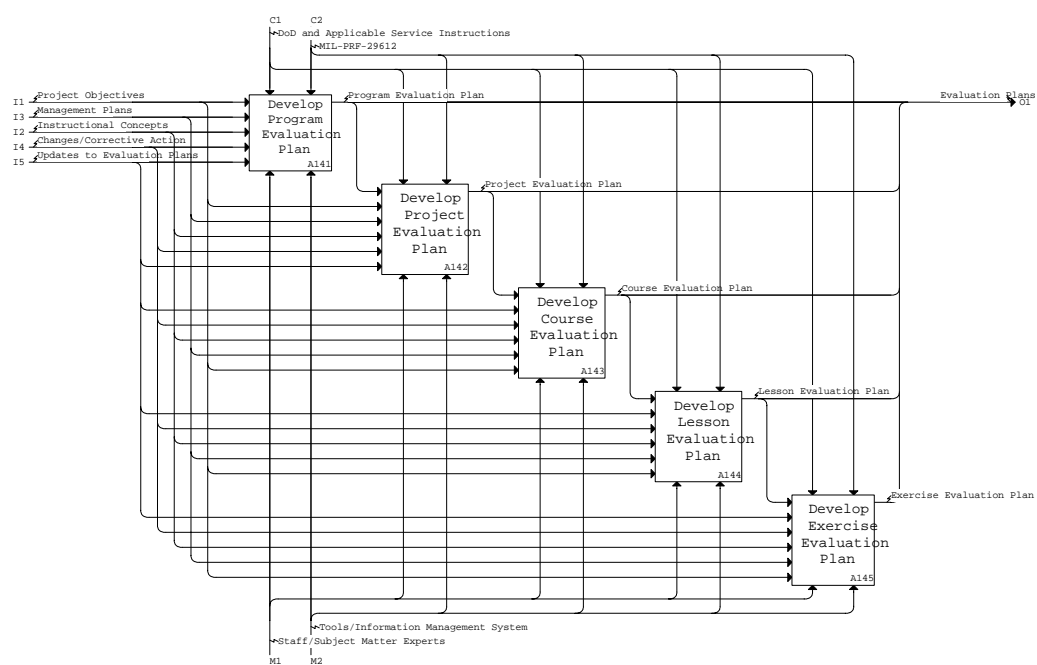 C1 C2
DoD and Applicable Service Instructions
MIL-PRF-29612
I1 Project Objectives
I3 Management Plans
I2 Instructional Concepts
I4 Changes/Corrective Action
I5 Updates to Evaluation Plans
Develop
Program
Evaluation
Plan
A141
Program Evaluation Plan
Evaluation Plans
O1
Develop
Project
Evaluation
Plan
A142
Project Evaluation Plan
Develop
Course
Evaluation
Plan
A143
Course Evaluation Plan
Develop
Lesson
Evaluation
Plan
A144
Lesson Evaluation Plan
Develop
Exercise
Evaluation
Plan
A145
Exercise Evaluation Plan
Tools/Information Management System
Staff/Subject Matter Experts
M1 M2